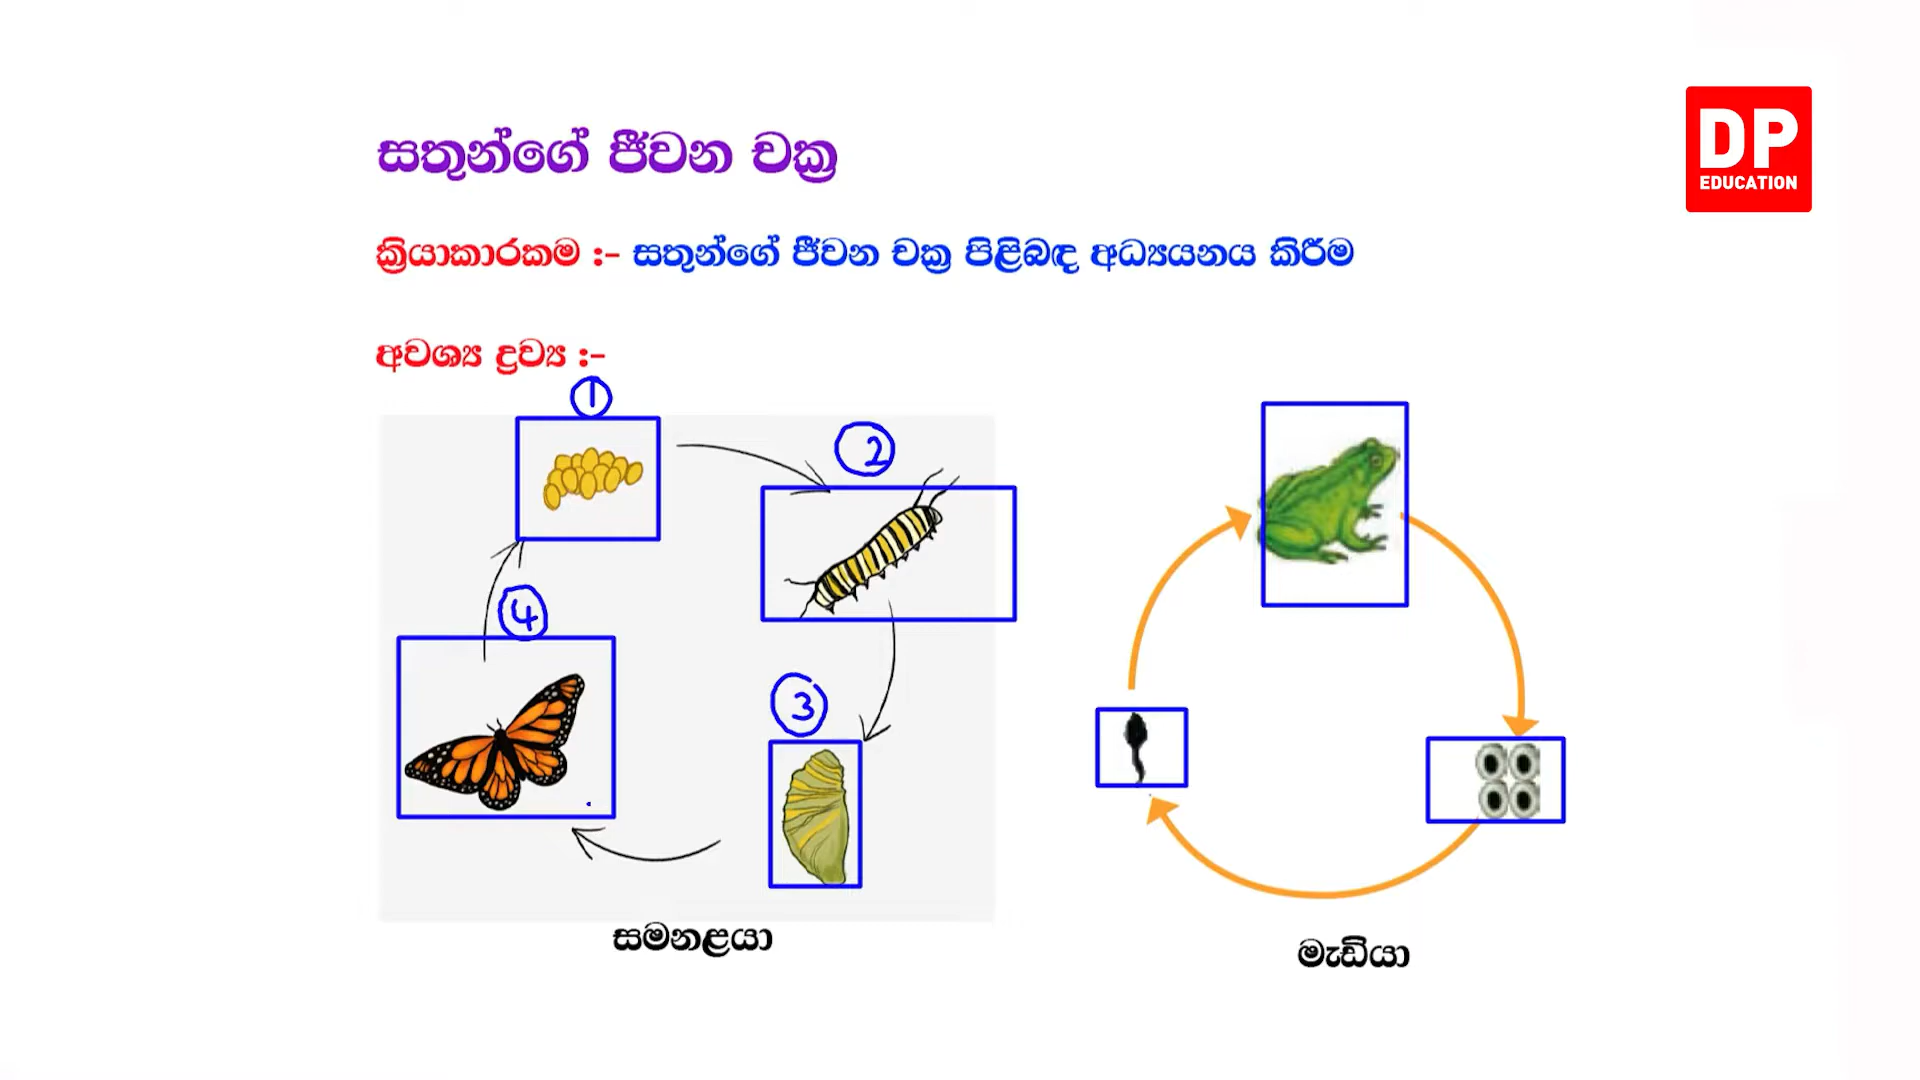 DP
EDUCATION
සතුන්ගේ ජීවන චක්‍ර
ක්‍රියාකාරකම :- සතුන්ගේ ජීවන චක්‍ර පිළිබඳ අධ්‍යයනය කිරීම
අවශ්‍ය ද්‍රව්‍ය :-
1
2
3
4
සමනළයා
මැඩියා